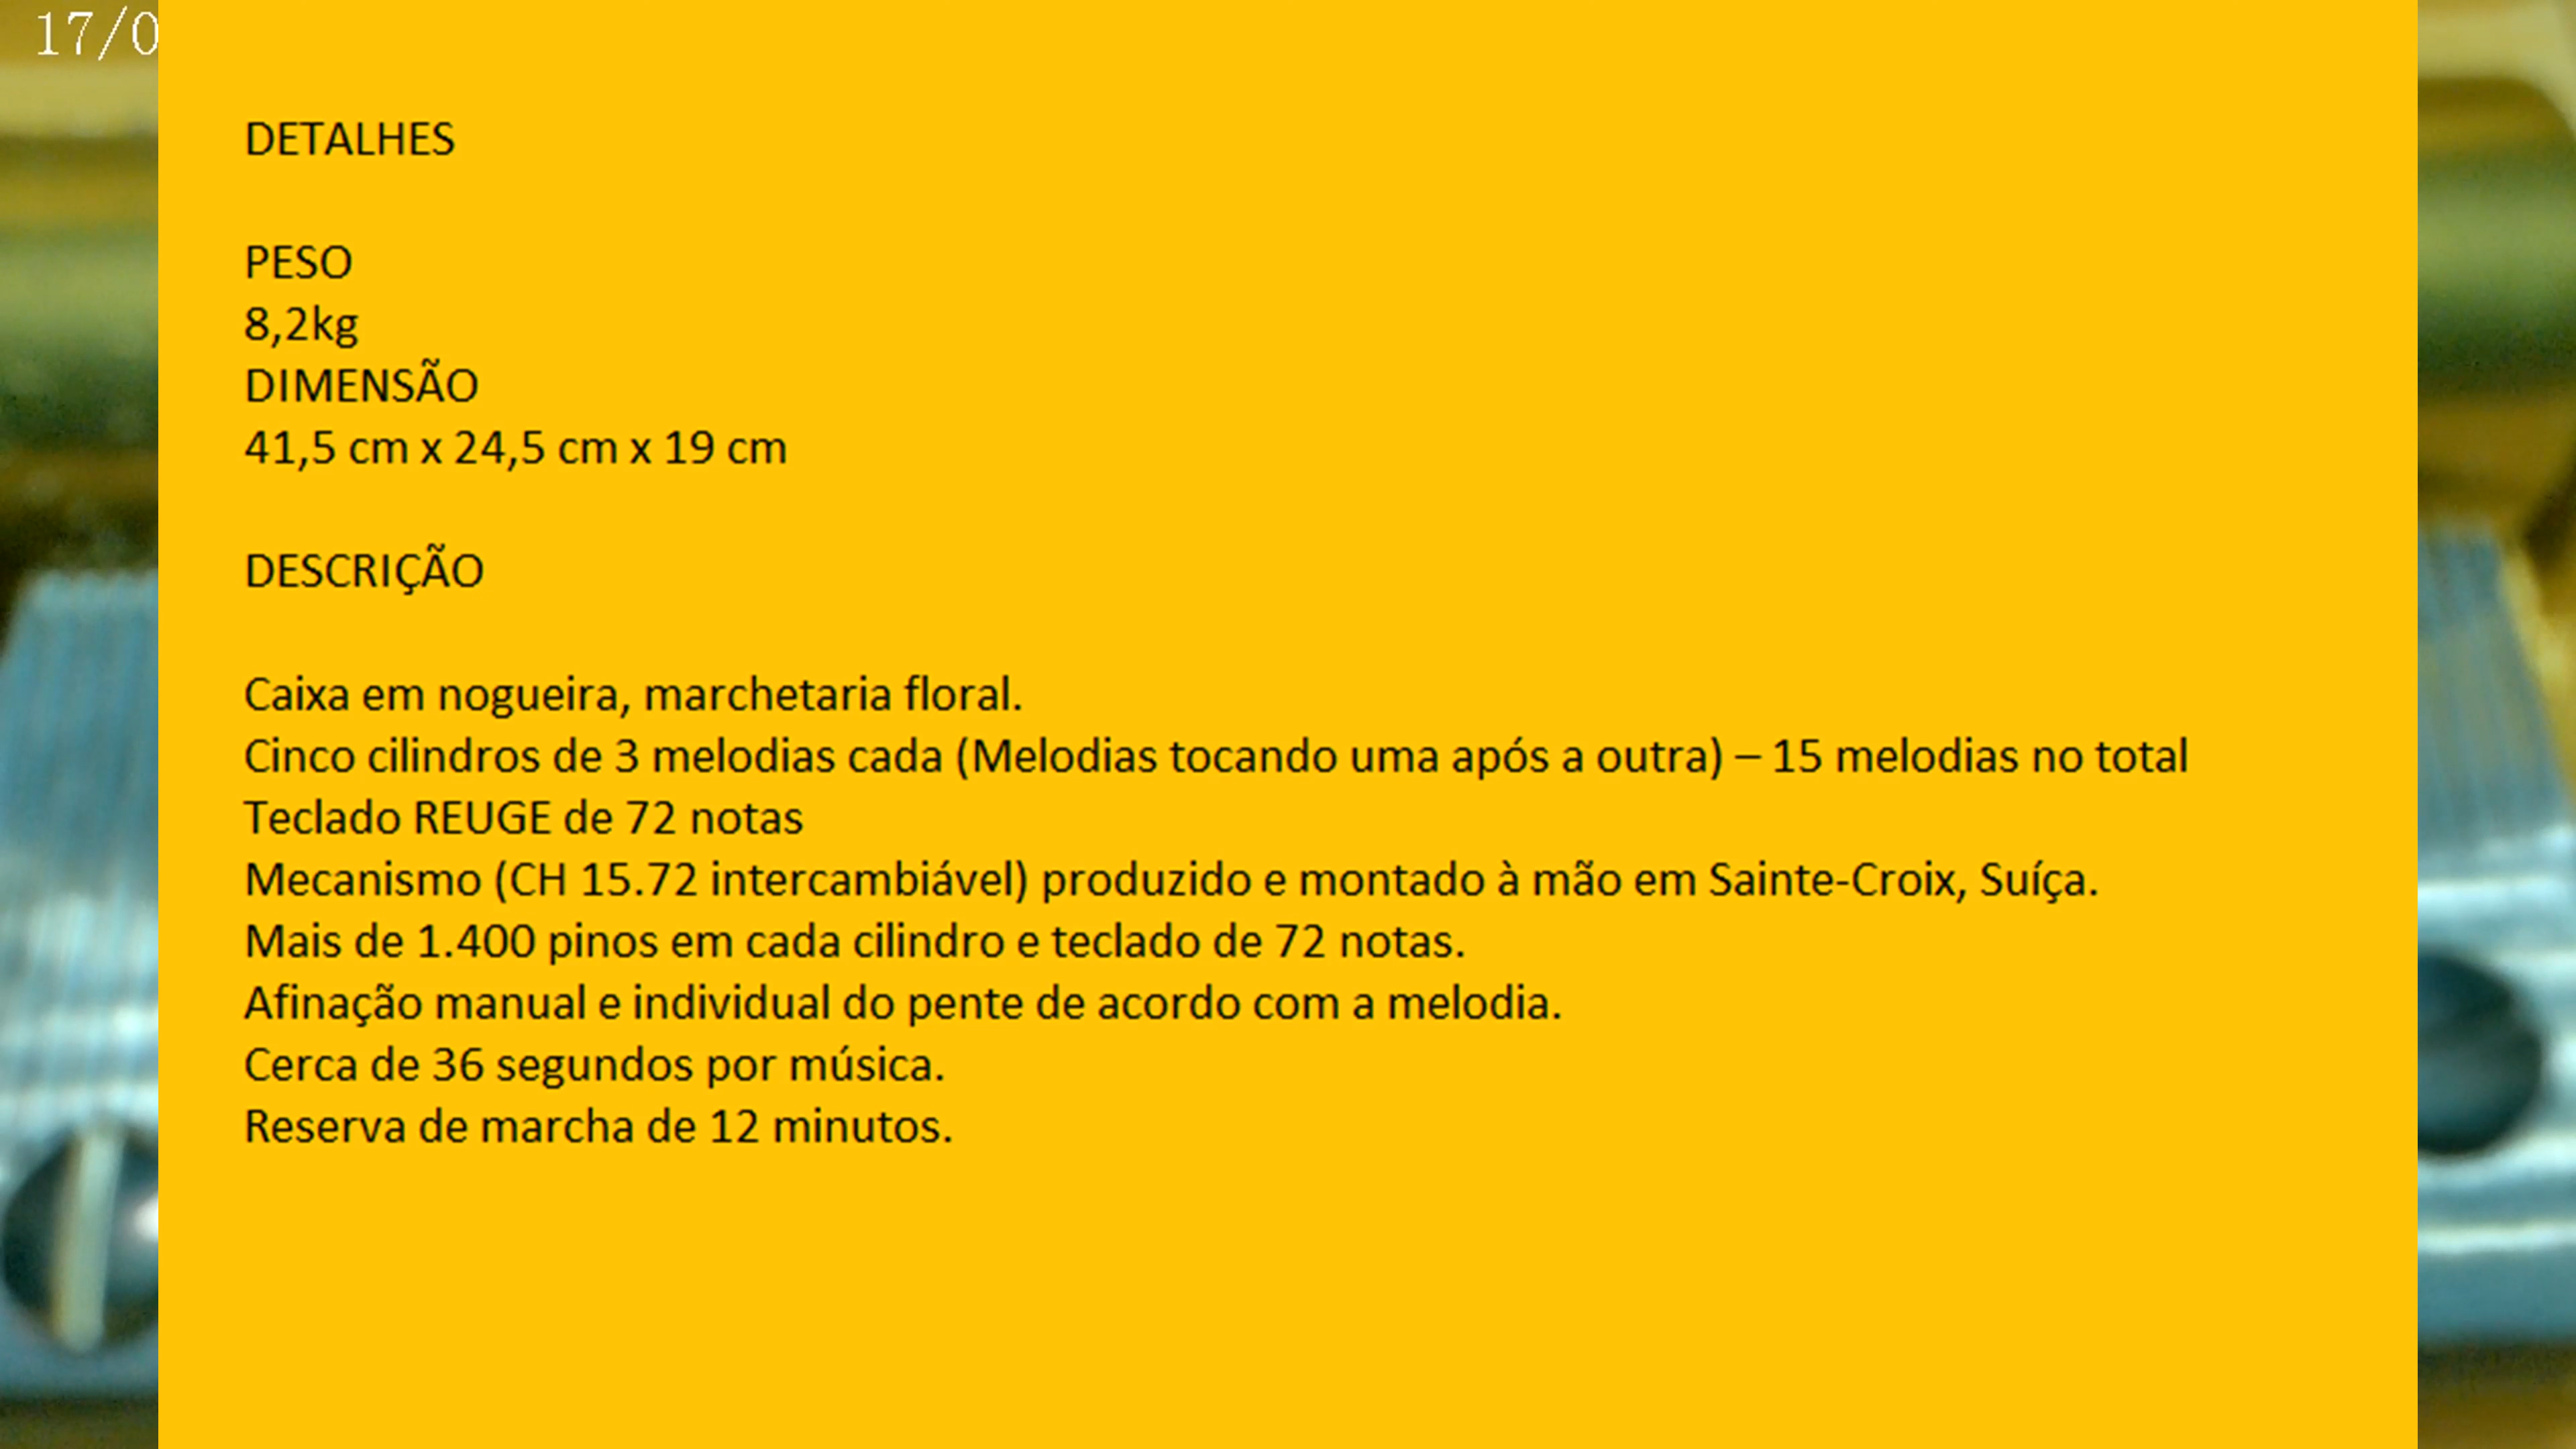 17/0
DETALHES
PESO
8,2kg
DIMENSÃO
41,5 cm x 24,5 cm x 19 cm
DESCRIÇÃO
Caixa em nogueira, marchetaria floral.
Cinco cilindros de 3 melodias cada (Melodias tocando uma após a outra) – 15 melodias no total
Teclado REUGE de 72 notas
Mecanismo (CH 15.72 intercambiável) produzido e montado à mão em Sainte-Croix, Suíça.
Mais de 1.400 pinos em cada cilindro e teclado de 72 notas.
Afinação manual e individual do pente de acordo com a melodia.
Cerca de 36 segundos por música.
Reserva de marcha de 12 minutos.